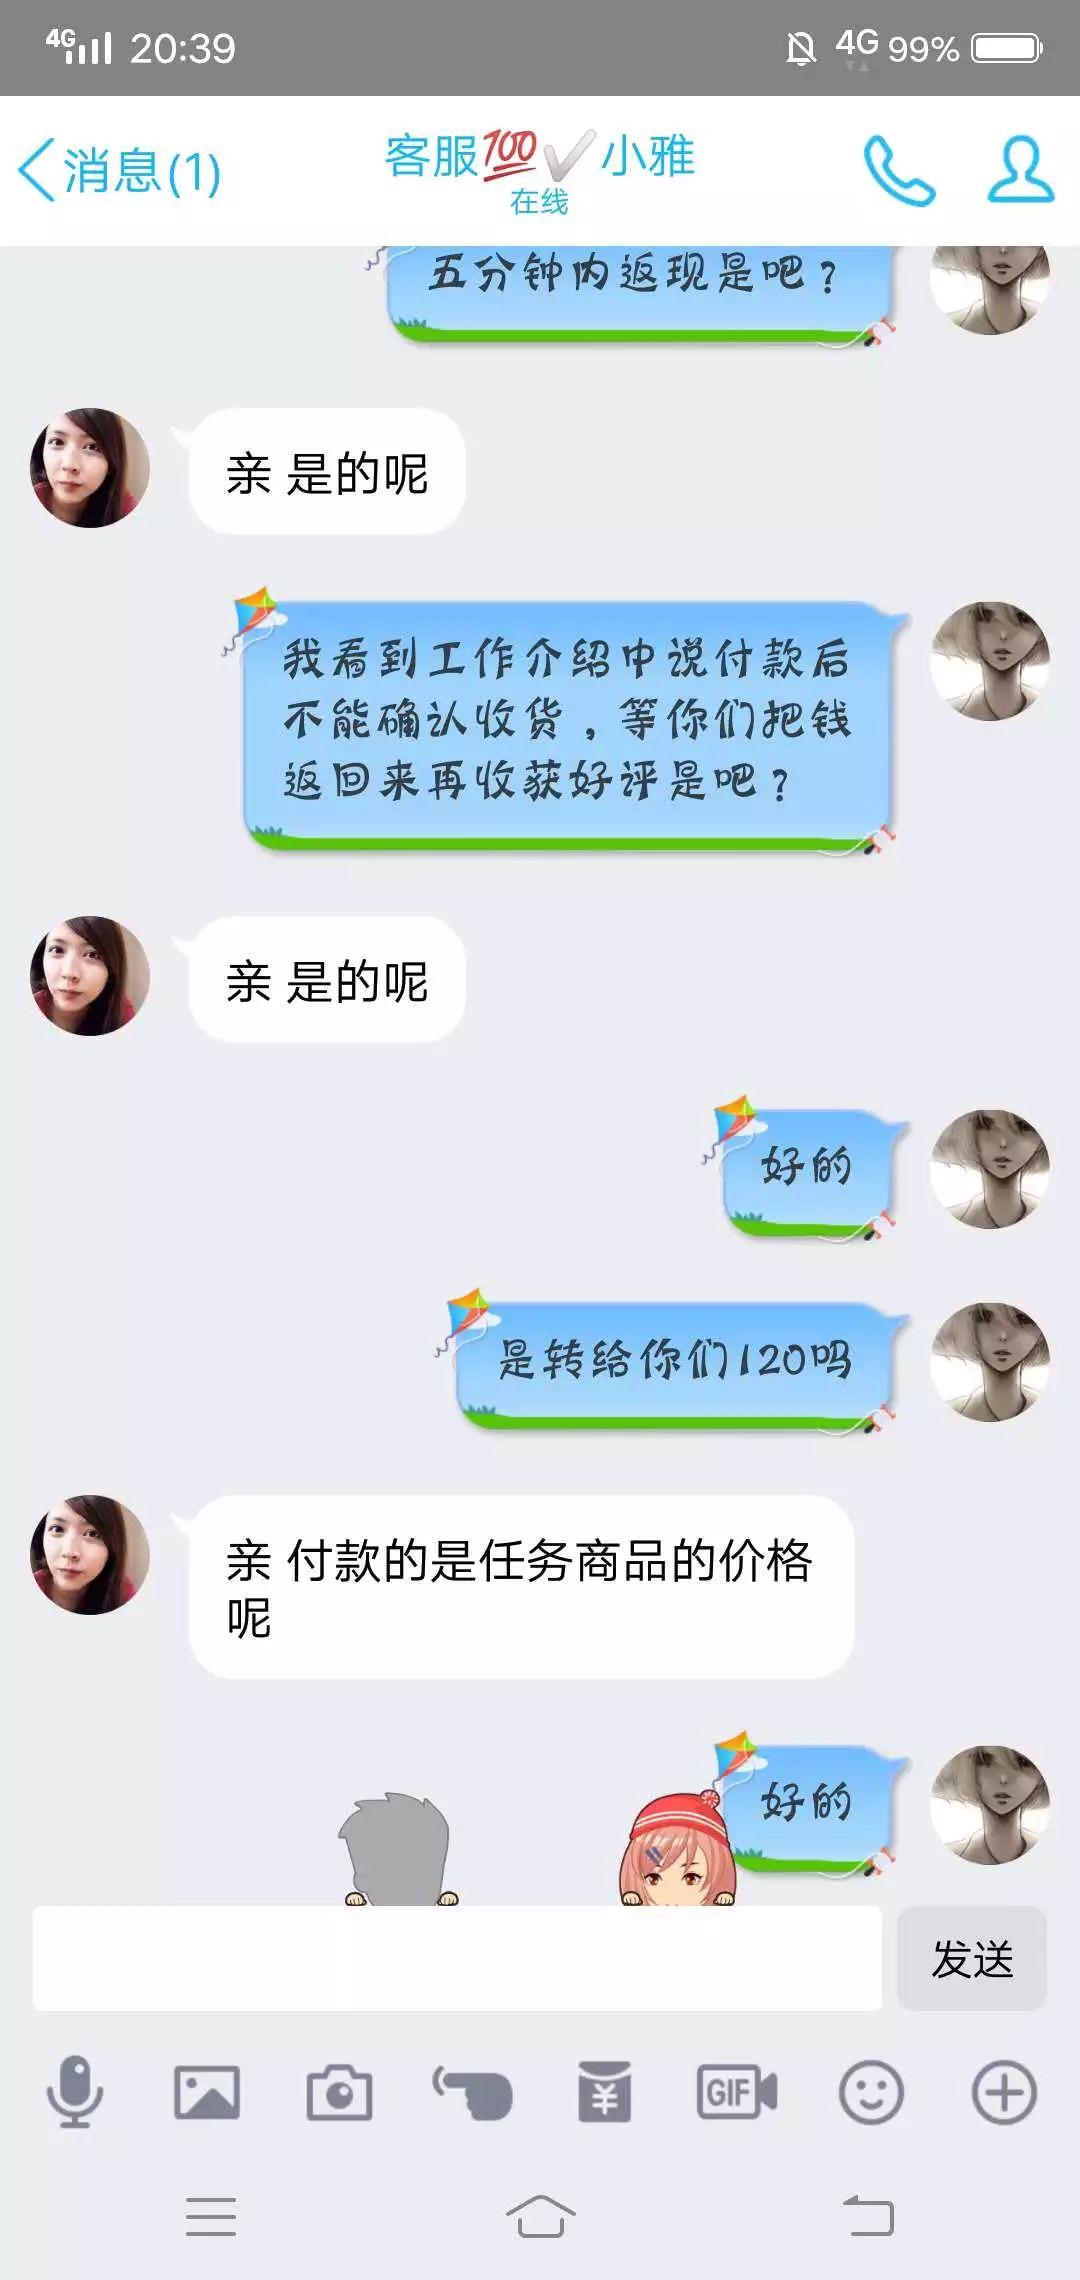 4G 20:39 4G 99%
消息(1)
客服💯✔小雅
在线
五分钟内返现是吧？
亲 是的呢
我看到工作介绍中说付款后
不能确认收货，等你们把钱
返回来再收获好评是吧？
亲 是的呢
好的
是转给你们120吗
亲 付款的是任务商品的价格
呢
好的
发送
GIF